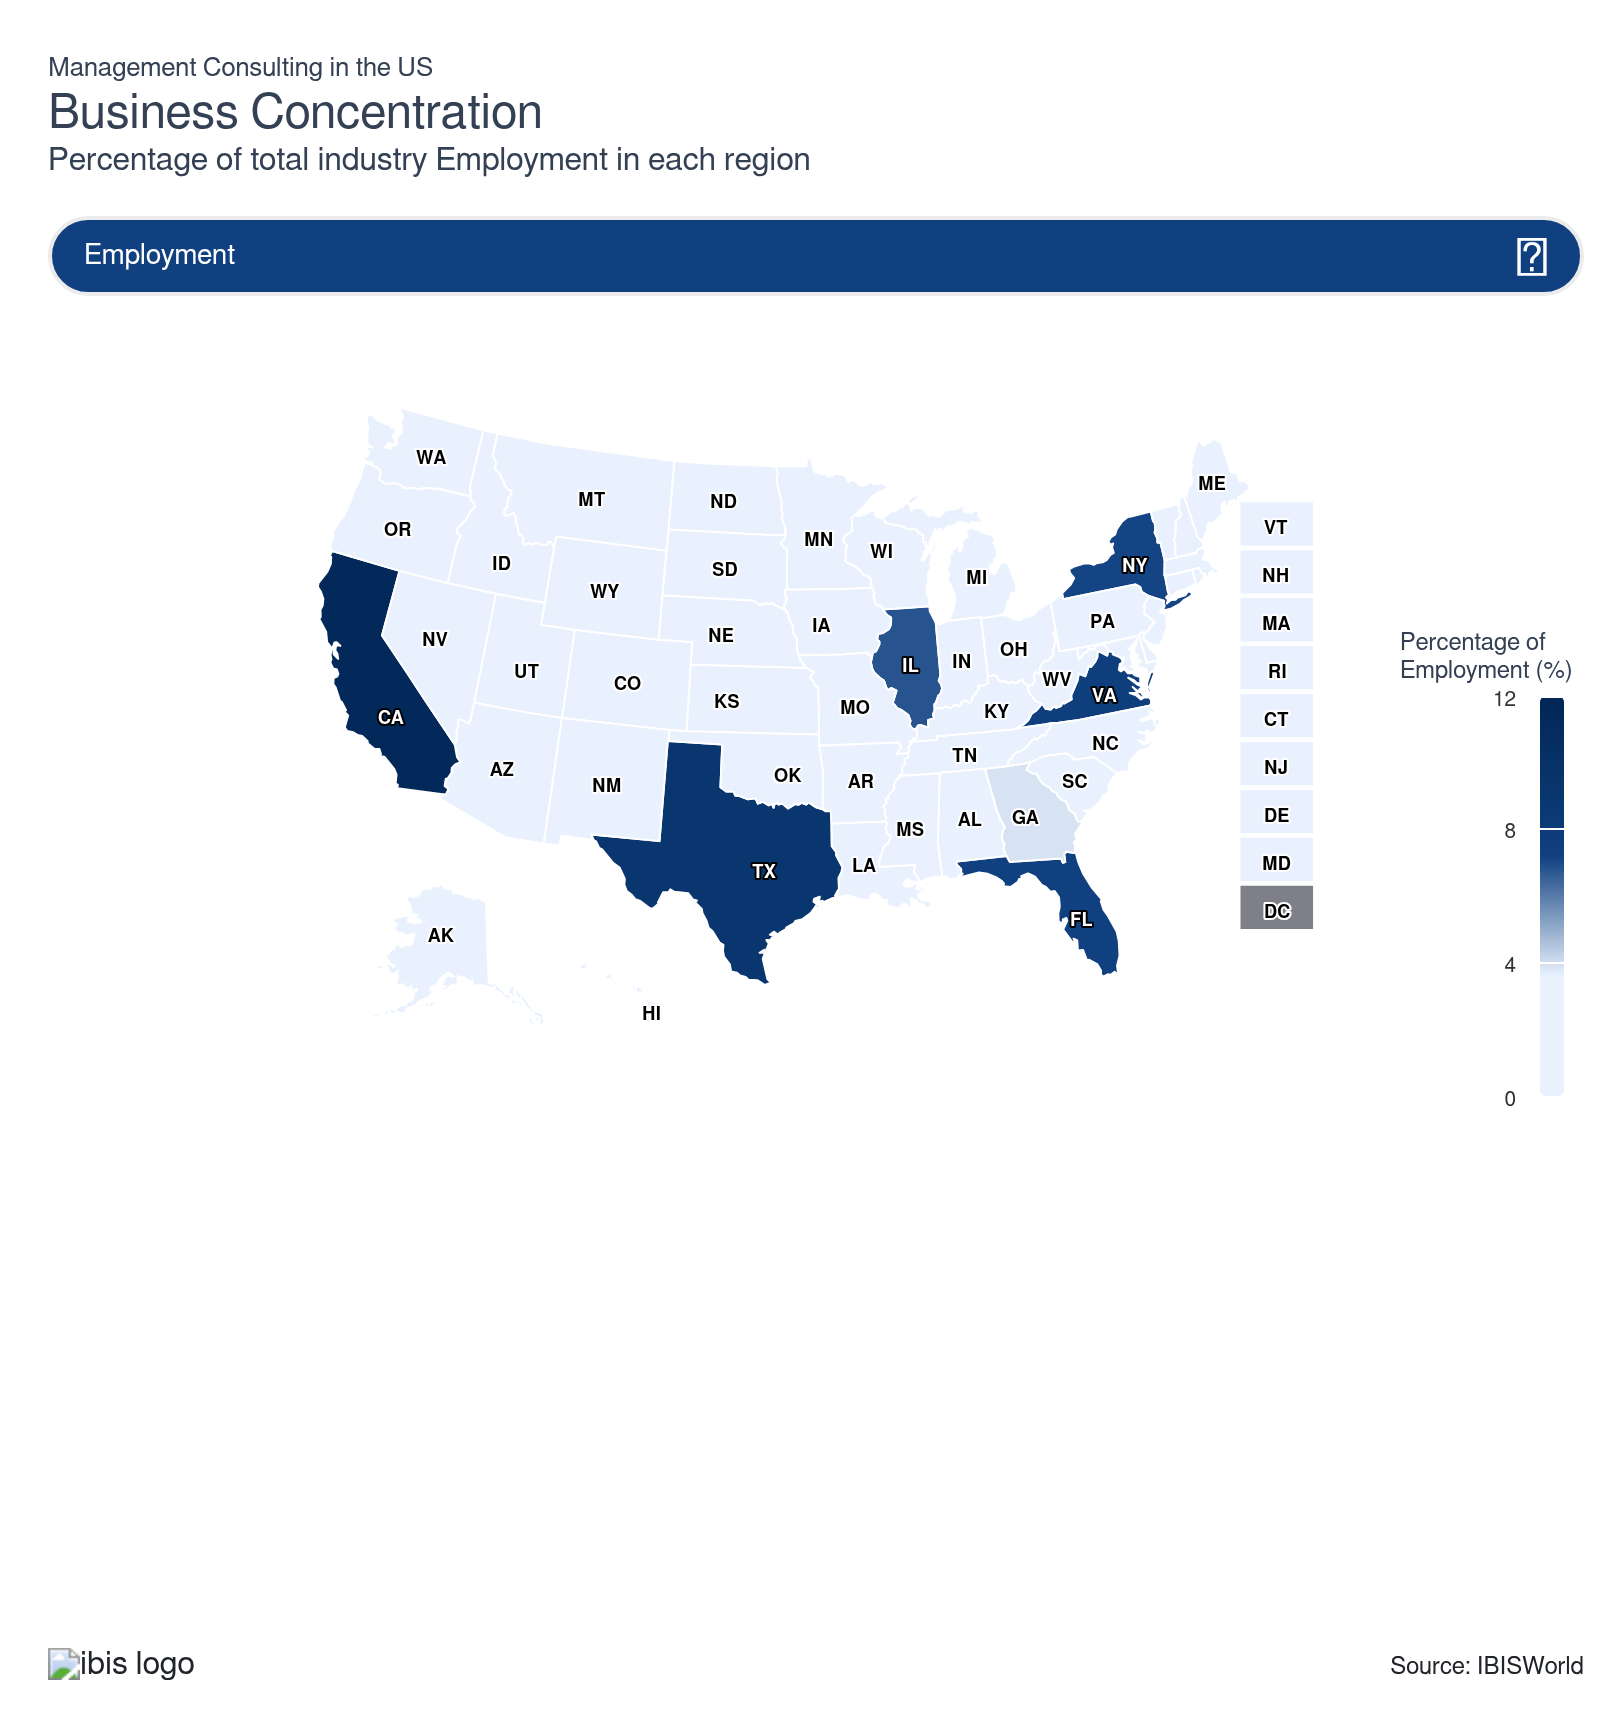 Management Consulting in the US
Business Concentration
Percentage of total industry Employment in each region
Employment
WA
ME
MT
ND
VT
OR
MN
WI
NY
ID
SD
MI
NH
WY
PA
MA
NE
IA
NV
OH
Percentage of
Employment (%)
UT
CO
IL
IN
WV
RI
KS
VA
12
CA
MO
KY
CT
NC
TN
AZ
NM
OK
AR
SC
NJ
MS
AL
GA
DE
8
TX
LA
MD
FL
DC
AK
4
HI
0
ibis logo
Source: IBISWorld